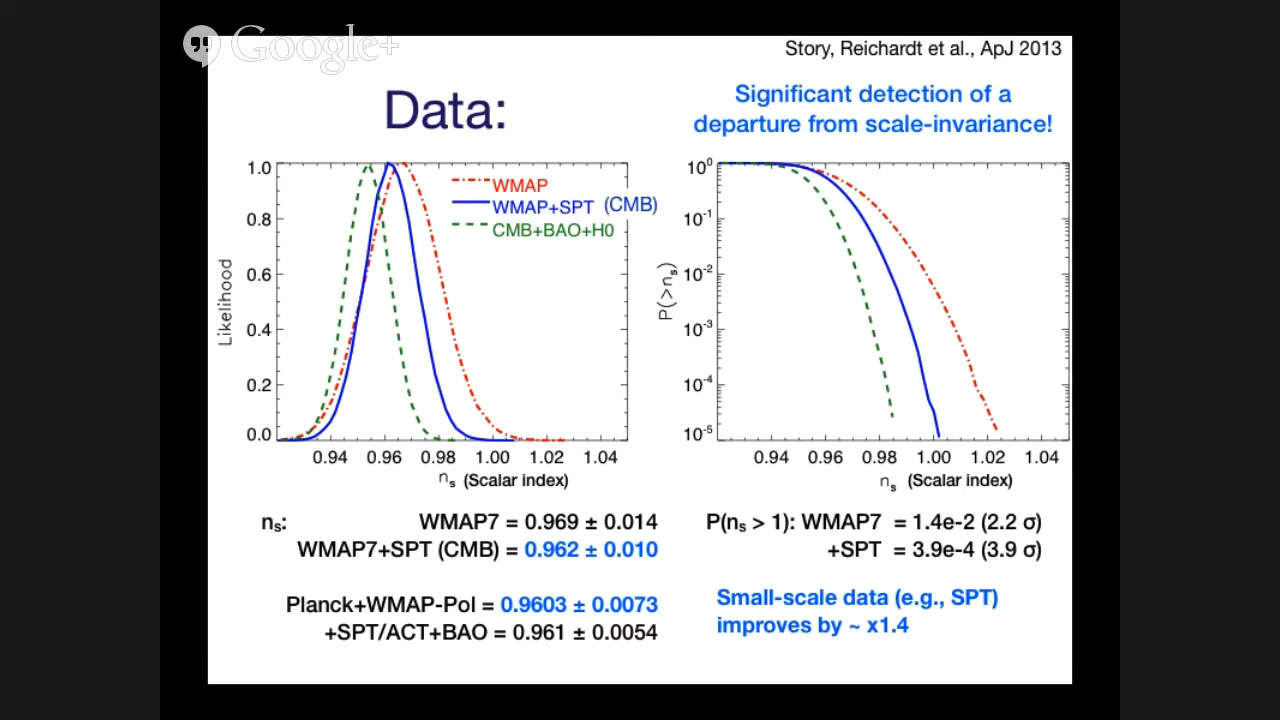 Google+
Story, Reichardt et al., ApJ 2013
Data:
Significant detection of a
departure from scale-invariance!
1.0
0.8
0.6
0.4
0.2
0.0
Likelihood
WMAP
WMAP+SPT (CMB)
CMB+BAO+H0
0.94 0.96 0.98 1.00 1.02 1.04
ns (Scalar index)
10^0
10^-1
10^-2
10^-3
10^-4
10^-5
P(>ns)
0.94 0.96 0.98 1.00 1.02 1.04
ns (Scalar index)
ns: WMAP7 = 0.969 ± 0.014
WMAP7+SPT (CMB) = 0.962 ± 0.010
Planck+WMAP-Pol = 0.9603 ± 0.0073
+SPT/ACT+BAO = 0.961 ± 0.0054
P(ns > 1): WMAP7 = 1.4e-2 (2.2 σ)
+SPT = 3.9e-4 (3.9 σ)
Small-scale data (e.g., SPT)
improves by ~ x1.4